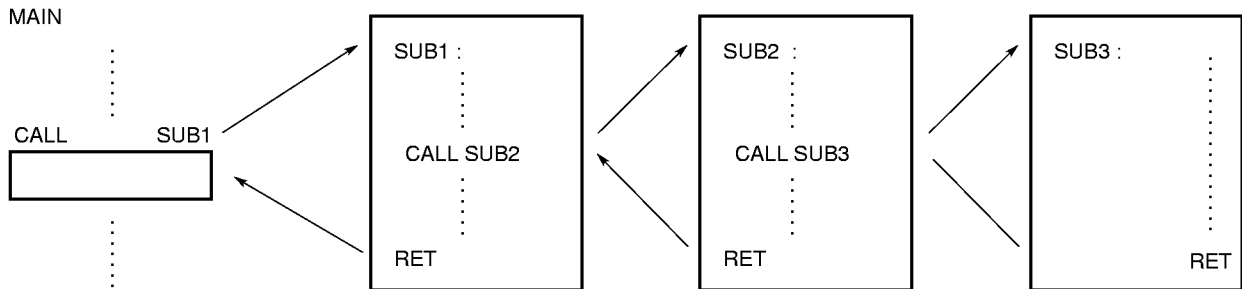 MAIN
CALL SUB1
SUB1 :
CALL SUB2
RET
SUB2 :
CALL SUB3
RET
SUB3 :
RET